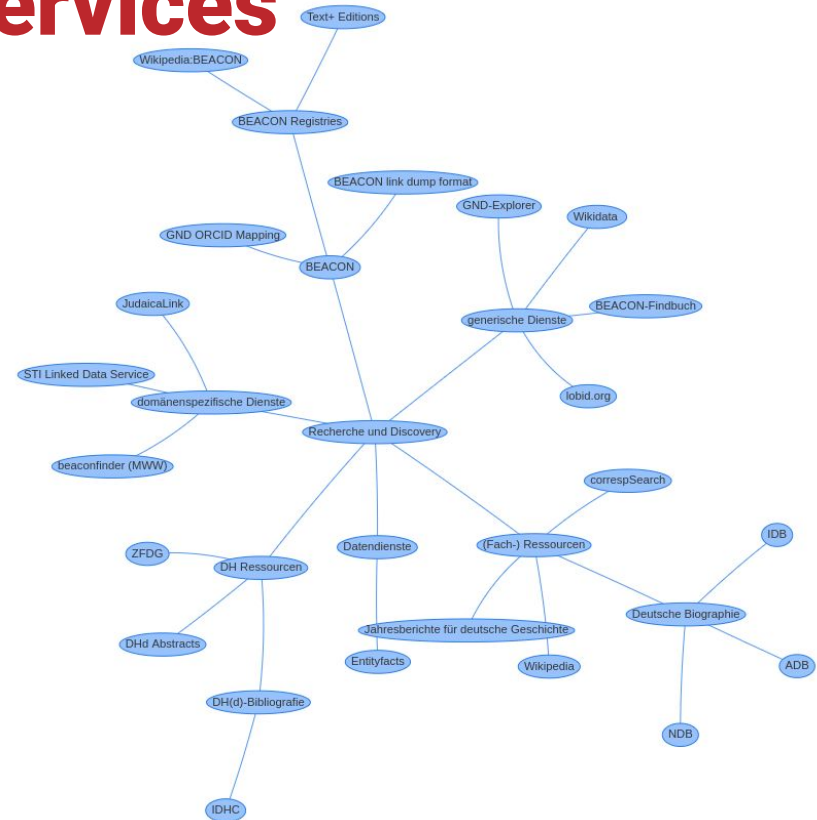 ervices
Text+ Editions
Wikipedia:BEACON
BEACON Registries
BEACON link dump format
GND-Explorer
Wikidata
GND ORCID Mapping
BEACON
JudaicaLink
BEACON-Findbuch
generische Dienste
STI Linked Data Service
lobid.org
domänenspezifische Dienste
Recherche und Discovery
beaconfinder (MWW)
correspSearch
IDB
ZFDG
Datendienste
(Fach-) Ressourcen
DH Ressourcen
Deutsche Biographie
Jahresberichte für deutsche Geschichte
DHd Abstracts
Entityfacts
Wikipedia
ADB
DH(d)-Bibliografie
NDB
IDHC